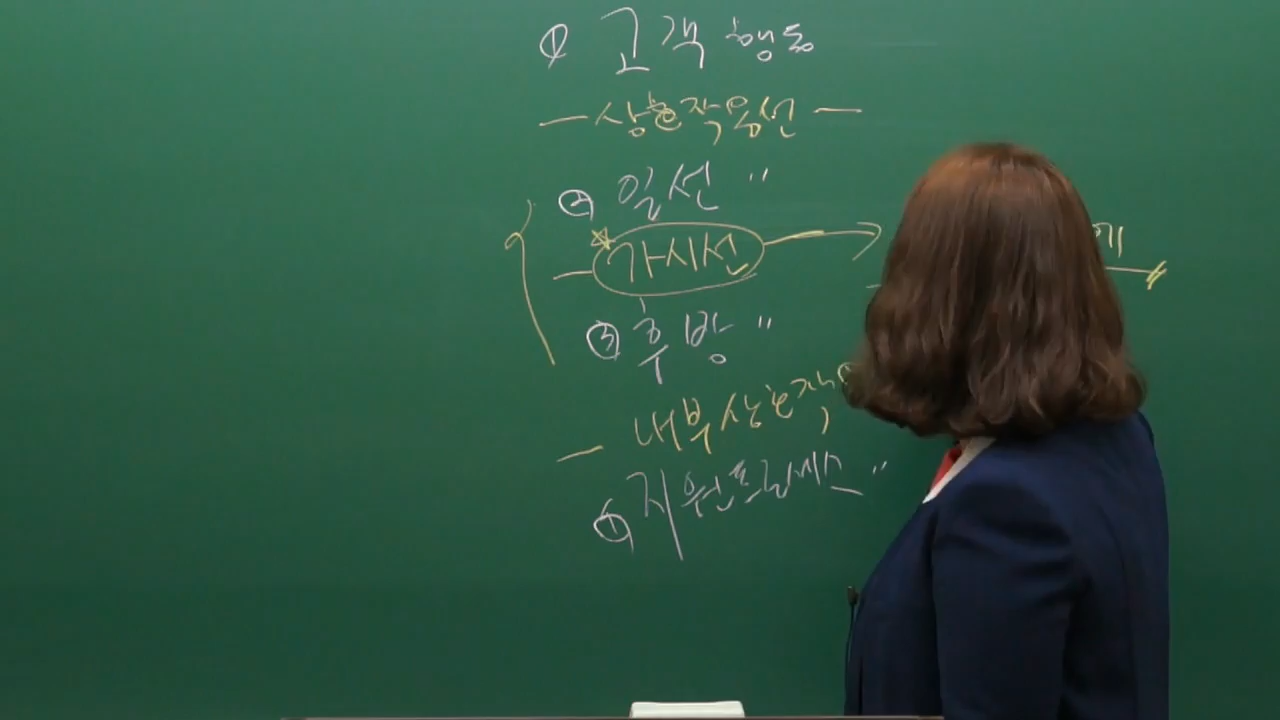 ① 고객 행동
— 상호작용선 —
② 일선 "
— 가시선 →
③ 후방 "
— 내부상호작
④ 지원프로세스 "